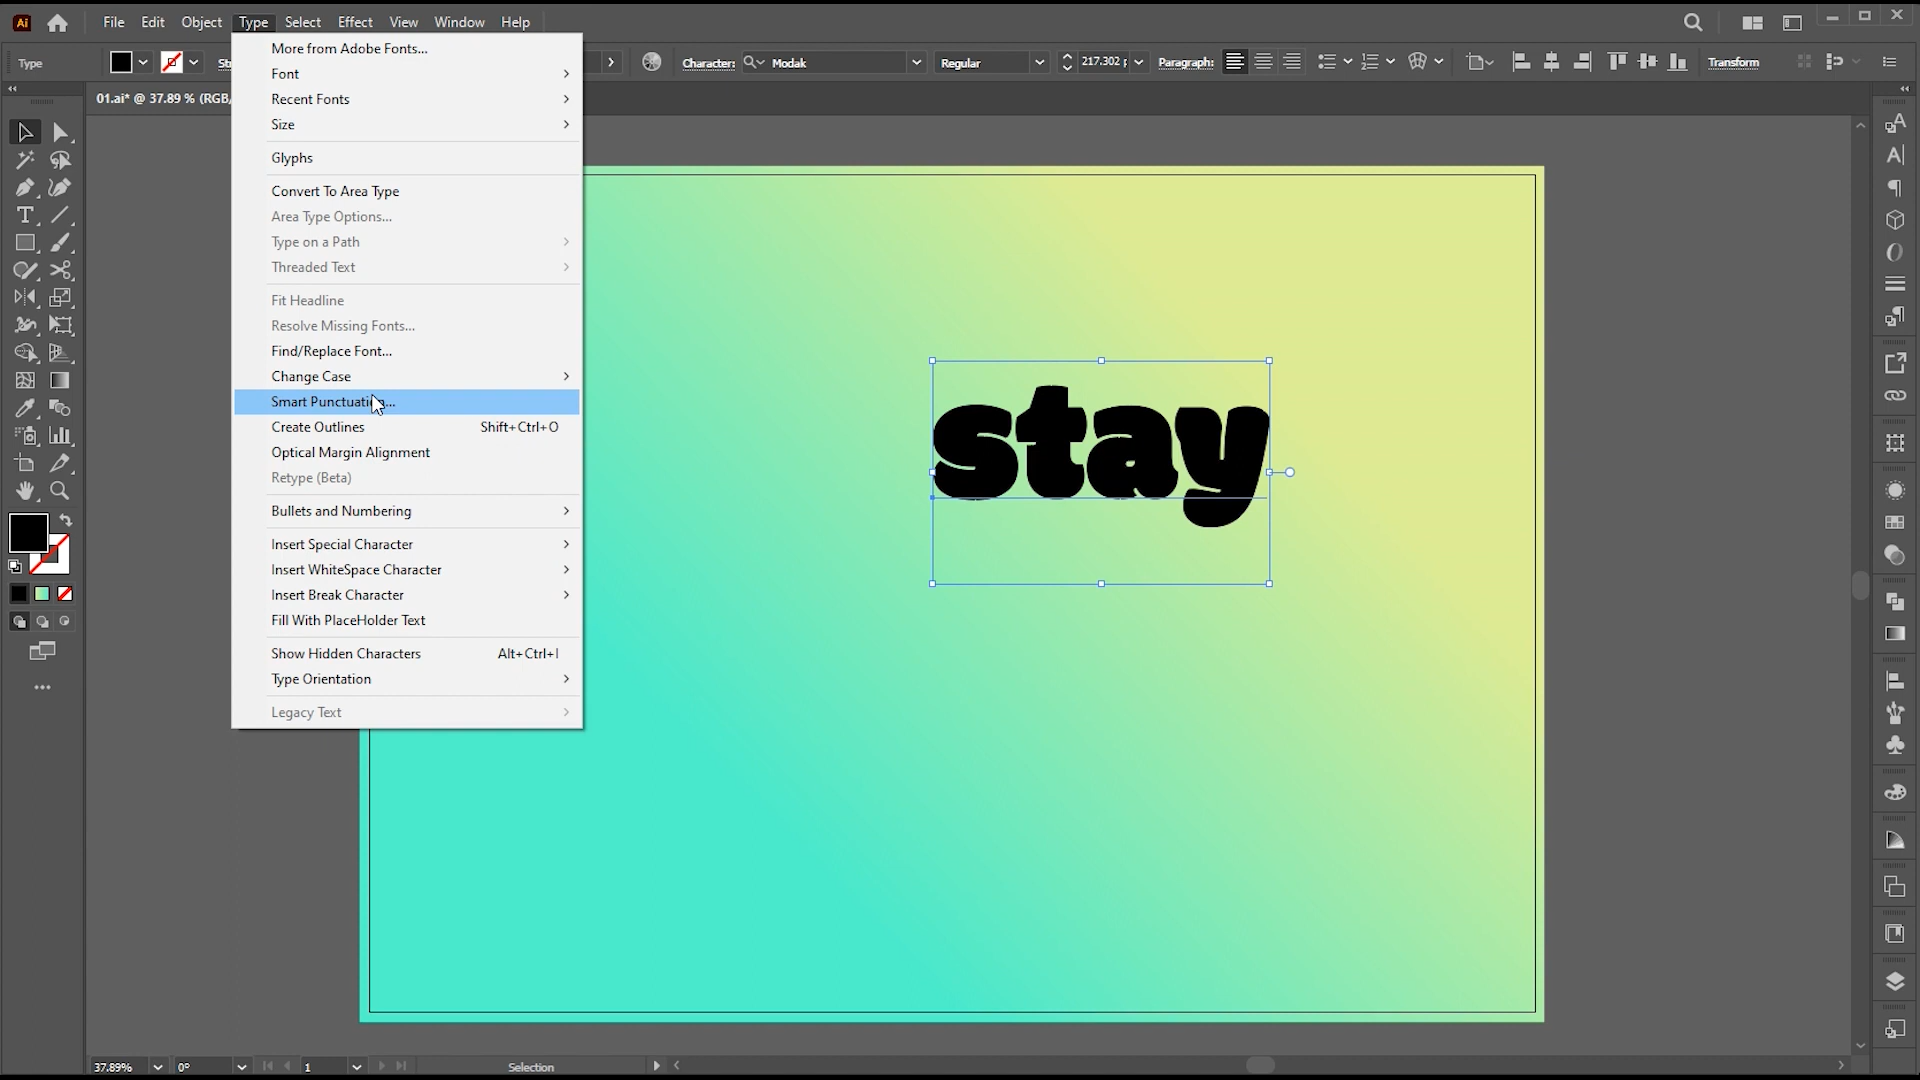 Ai File Edit Object Type Select Effect View Window Help
Type Character: Modak Regular 217.302 Paragraph: Transform
01.ai* @ 37.89 % (RGB/
More from Adobe Fonts...
Font
Recent Fonts
Size
Glyphs
Convert To Area Type
Area Type Options...
Type on a Path
Threaded Text
Fit Headline
Resolve Missing Fonts...
Find/Replace Font...
Change Case
Smart Punctuation...
Create Outlines Shift+Ctrl+O
Optical Margin Alignment
Retype (Beta)
Bullets and Numbering
Insert Special Character
Insert WhiteSpace Character
Insert Break Character
Fill With PlaceHolder Text
Show Hidden Characters Alt+Ctrl+I
Type Orientation
Legacy Text
stay
37.89% 0° 1 Selection